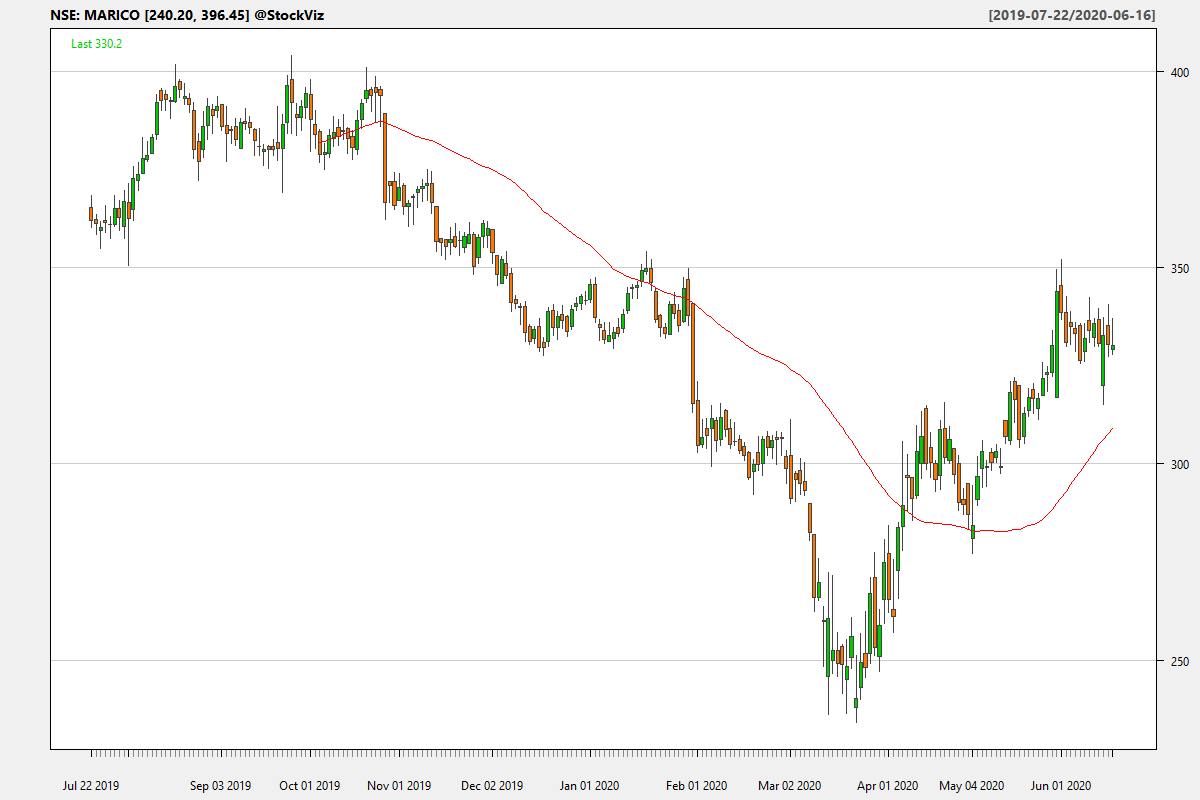 NSE: MARICO [240.20, 396.45] @StockViz
[2019-07-22/2020-06-16]
Last 330.2
400
350
300
250
Jul 22 2019
Sep 03 2019
Oct 01 2019
Nov 01 2019
Dec 02 2019
Jan 01 2020
Feb 01 2020
Mar 02 2020
Apr 01 2020
May 04 2020
Jun 01 2020